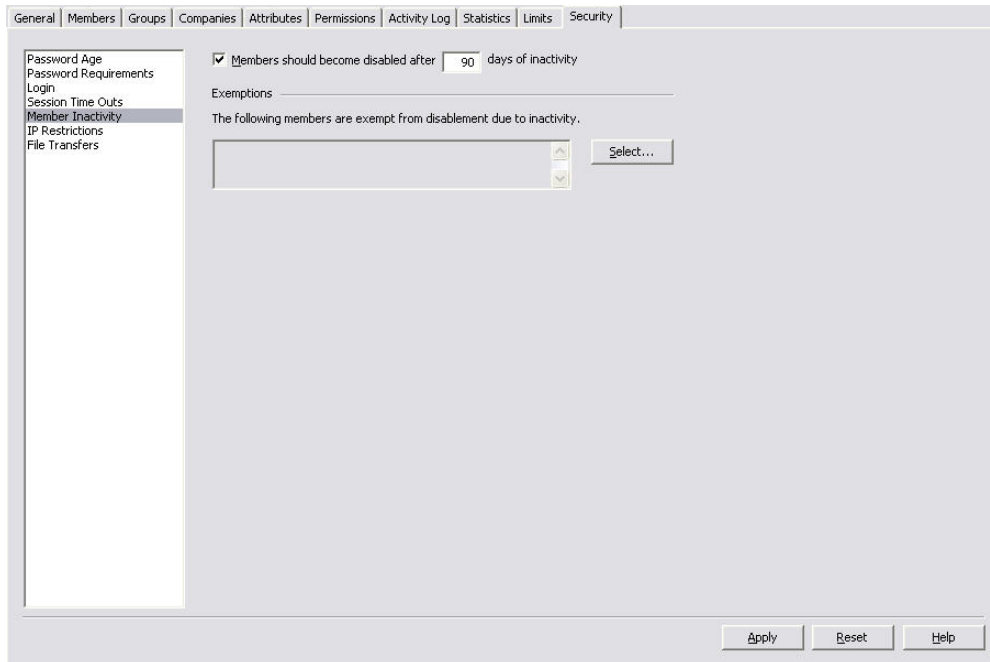 General Members Groups Companies Attributes Permissions Activity Log Statistics Limits Security
Password Age
Password Requirements
Login
Session Time Outs
Member Inactivity
IP Restrictions
File Transfers
Members should become disabled after 90 days of inactivity
Exemptions
The following members are exempt from disablement due to inactivity.
Select...
Apply Reset Help